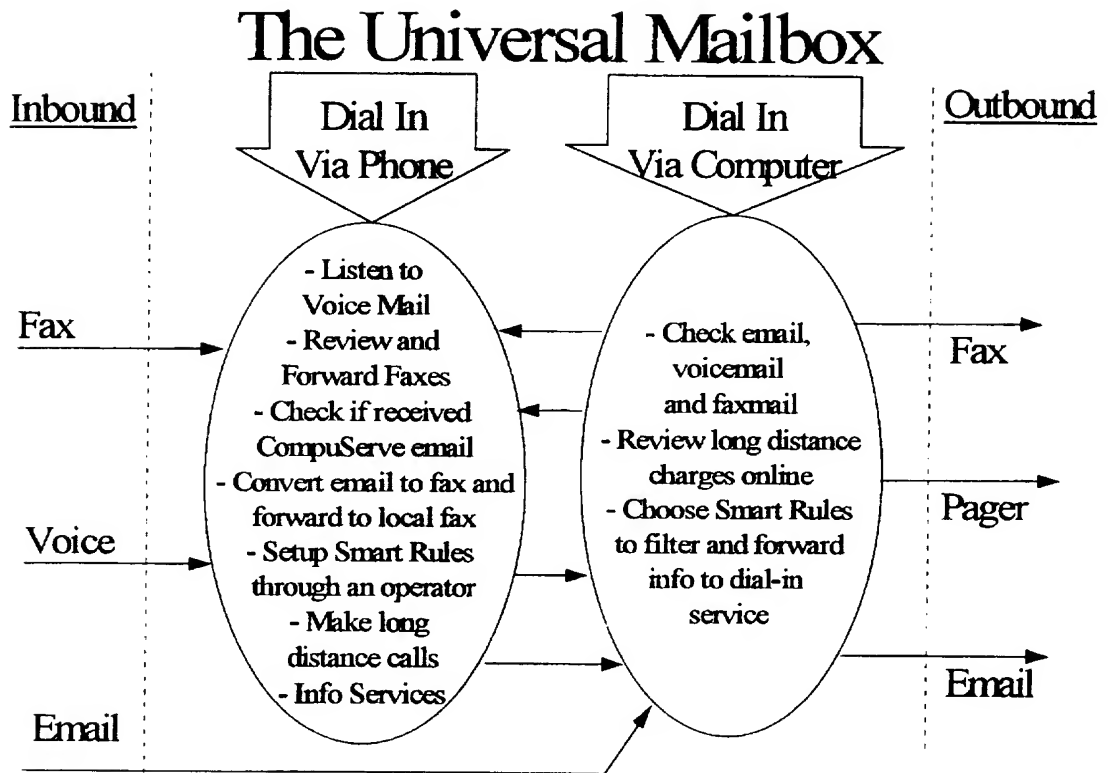 The Universal Mailbox
Inbound
Dial In
Via Phone
Dial In
Via Computer
Outbound
Fax
Voice
Email
- Listen to
Voice Mail
- Review and
Forward Faxes
- Check if received
CompuServe email
- Convert email to fax and
forward to local fax
- Setup Smart Rules
through an operator
- Make long
distance calls
- Info Services
- Check email,
voicemail
and faxmail
- Review long distance
charges online
- Choose Smart Rules
to filter and forward
info to dial-in
service
Fax
Pager
Email